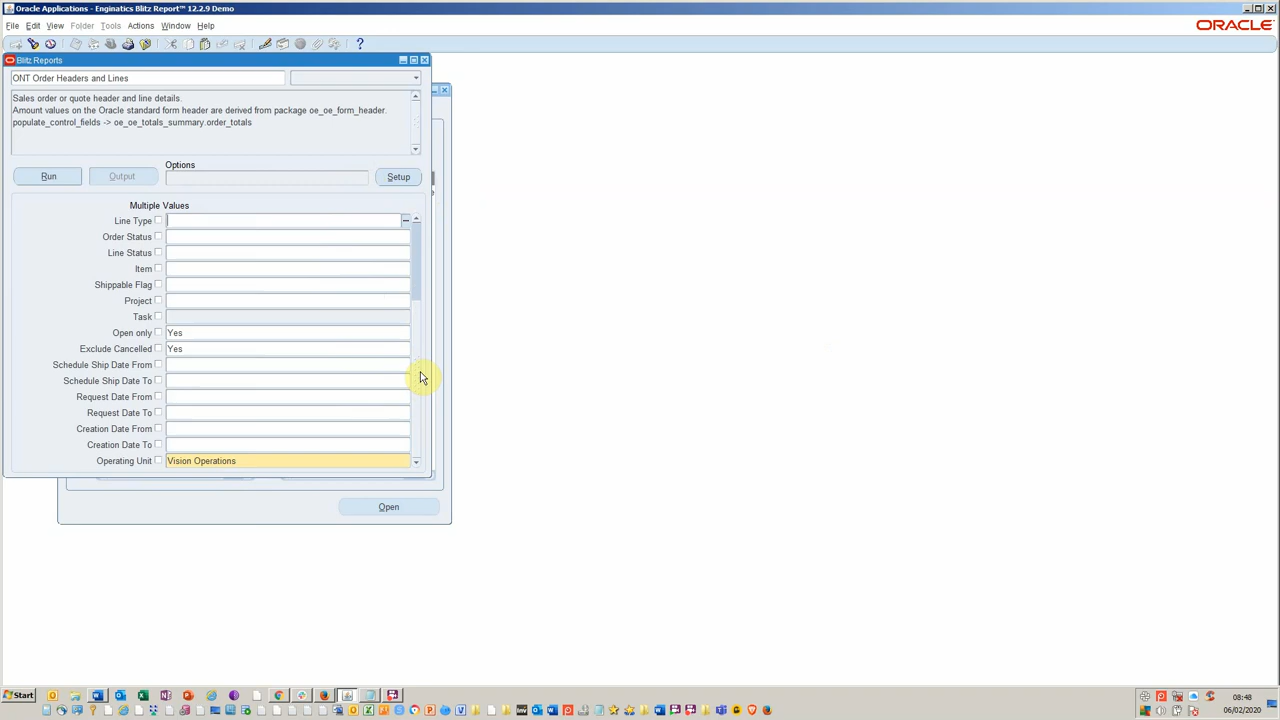 Oracle Applications - Enginatics Blitz Report™ 12.2.9 Demo
File Edit View Folder Tools Actions Window Help
ORACLE
Blitz Reports
ONT Order Headers and Lines
Sales order or quote header and line details.
Amount values on the Oracle standard form header are derived from package oe_oe_form_header.
populate_control_fields -> oe_oe_totals_summary.order_totals
Options
Run Output Setup
Multiple Values
Line Type
Order Status
Line Status
Item
Shippable Flag
Project
Task
Open only Yes
Exclude Cancelled Yes
Schedule Ship Date From
Schedule Ship Date To
Request Date From
Request Date To
Creation Date From
Creation Date To
Operating Unit Vision Operations
Open
Start
08:48
06/02/2020